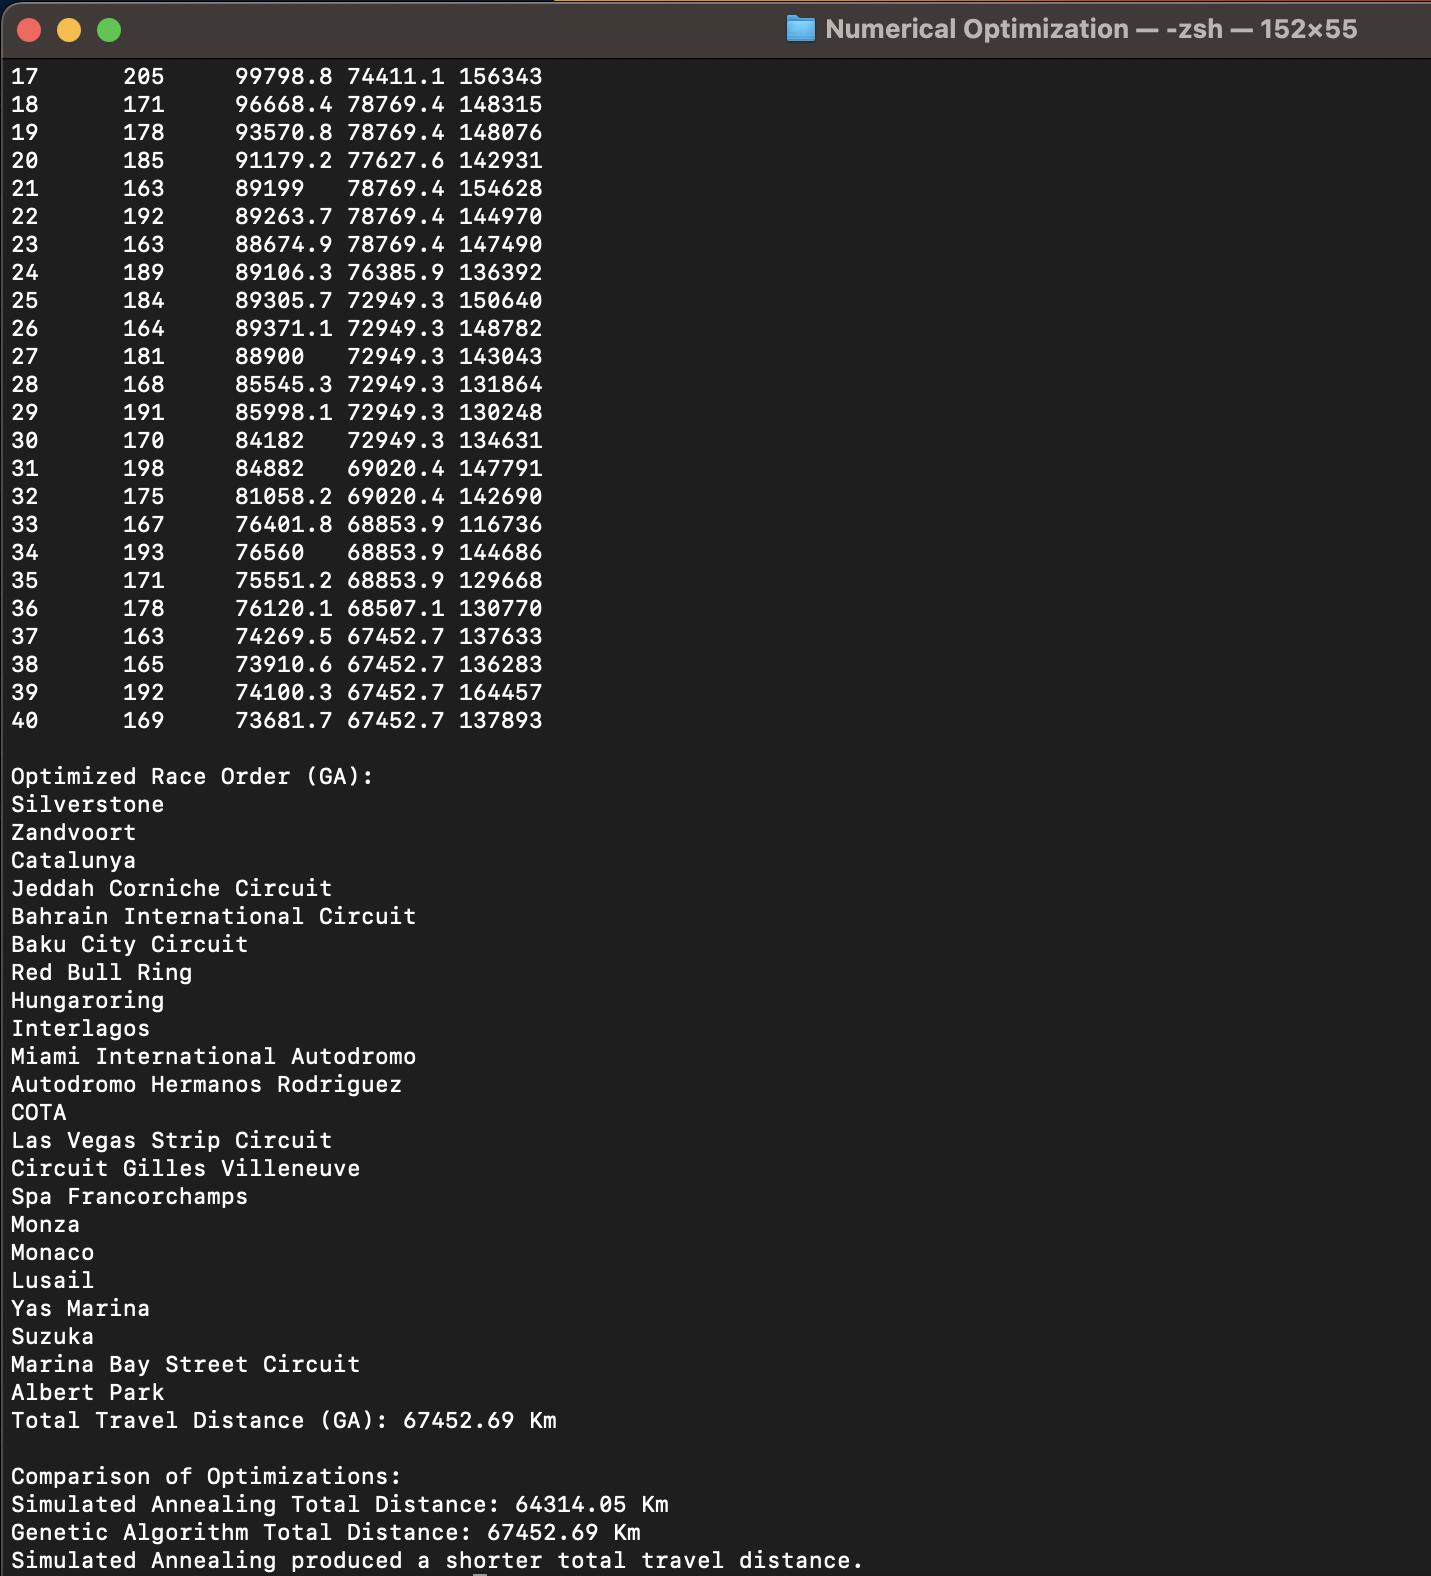 Numerical Optimization — -zsh — 152×55
17 205 99798.8 74411.1 156343
18 171 96668.4 78769.4 148315
19 178 93570.8 78769.4 148076
20 185 91179.2 77627.6 142931
21 163 89199 78769.4 154628
22 192 89263.7 78769.4 144970
23 163 88674.9 78769.4 147490
24 189 89106.3 76385.9 136392
25 184 89305.7 72949.3 150640
26 164 89371.1 72949.3 148782
27 181 88900 72949.3 143043
28 168 85545.3 72949.3 131864
29 191 85998.1 72949.3 130248
30 170 84182 72949.3 134631
31 198 84882 69020.4 147791
32 175 81058.2 69020.4 142690
33 167 76401.8 68853.9 116736
34 193 76560 68853.9 144686
35 171 75551.2 68853.9 129668
36 178 76120.1 68507.1 130770
37 163 74269.5 67452.7 137633
38 165 73910.6 67452.7 136283
39 192 74100.3 67452.7 164457
40 169 73681.7 67452.7 137893
Optimized Race Order (GA):
Silverstone
Zandvoort
Catalunya
Jeddah Corniche Circuit
Bahrain International Circuit
Baku City Circuit
Red Bull Ring
Hungaroring
Interlagos
Miami International Autodromo
Autodromo Hermanos Rodriguez
COTA
Las Vegas Strip Circuit
Circuit Gilles Villeneuve
Spa Francorchamps
Monza
Monaco
Lusail
Yas Marina
Suzuka
Marina Bay Street Circuit
Albert Park
Total Travel Distance (GA): 67452.69 Km
Comparison of Optimizations:
Simulated Annealing Total Distance: 64314.05 Km
Genetic Algorithm Total Distance: 67452.69 Km
Simulated Annealing produced a shorter total travel distance.